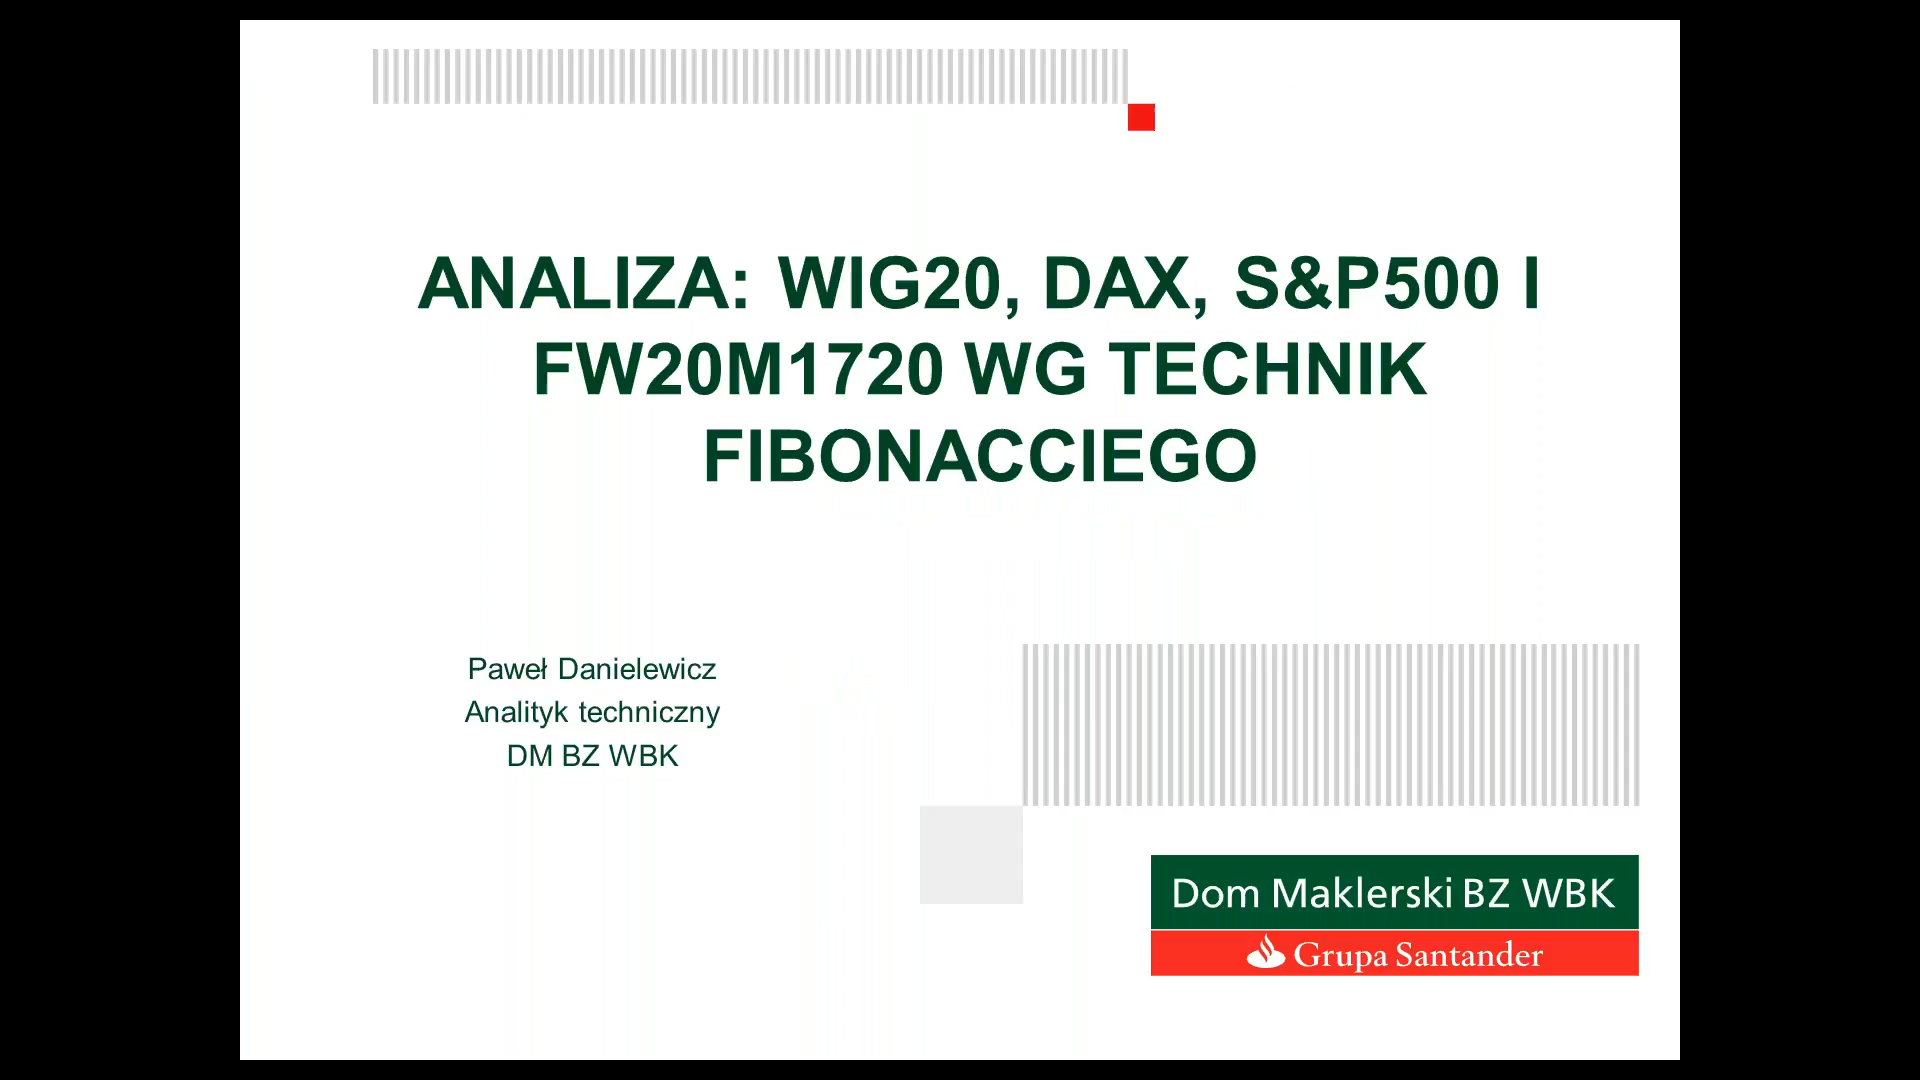 ANALIZA: WIG20, DAX, S&P500 I
FW20M1720 WG TECHNIK
FIBONACCIEGO
Paweł Danielewicz
Analityk techniczny
DM BZ WBK
Dom Maklerski BZ WBK
Grupa Santander